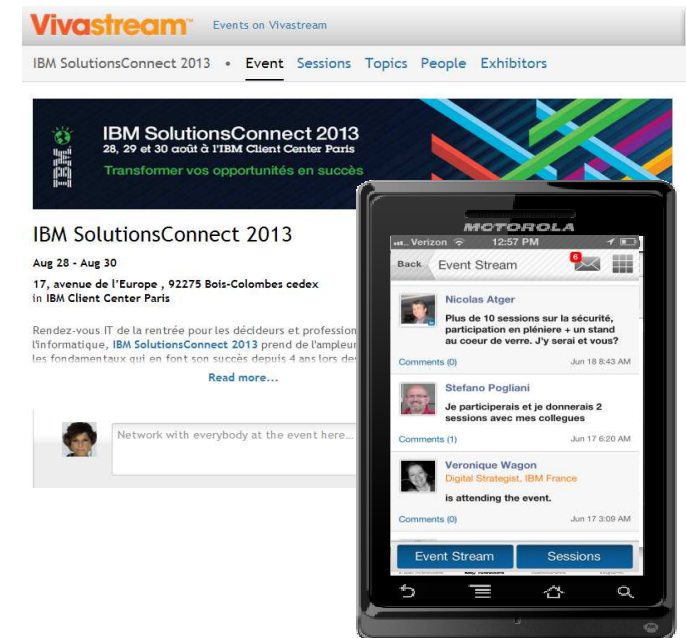 Vivastream™ Events on Vivastream
IBM SolutionsConnect 2013 • Event Sessions Topics People Exhibitors
IBM
IBM SolutionsConnect 2013
28, 29 et 30 août à l'IBM Client Center Paris
Transformer vos opportunités en succès
IBM SolutionsConnect 2013
Aug 28 - Aug 30
17, avenue de l'Europe , 92275 Bois-Colombes cedex
in IBM Client Center Paris
Rendez-vous IT de la rentrée pour les décideurs et profession
l'informatique, IBM SolutionsConnect 2013 prend de l'ampleur
les fondamentaux qui en font son succès depuis 4 ans lors de
Read more...
Network with everybody at the event here...
MOTOROLA
Verizon 12:57 PM
Back Event Stream 6
Nicolas Atger
Plus de 10 sessions sur la sécurité,
participation en pléniere + un stand
au coeur de verre. J'y serai et vous?
Comments (0) Jun 18 8:43 AM
Stefano Pogliani
Je participerais et je donnerais 2
sessions avec mes collegues
Comments (1) Jun 17 6:20 AM
Veronique Wagon
Digital Strategist, IBM France
is attending the event.
Comments (0) Jun 17 3:09 AM
Event Stream Sessions